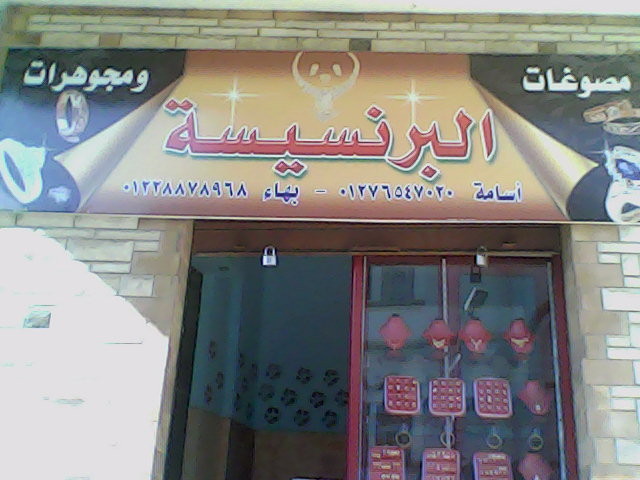 مصوغات ومجوهرات
البرنسيسة
أسامة ٠١٢٧٦٥٤٧٠٢٠ - بهاء ٠١٢٢٨٨٧٨٩٦٨